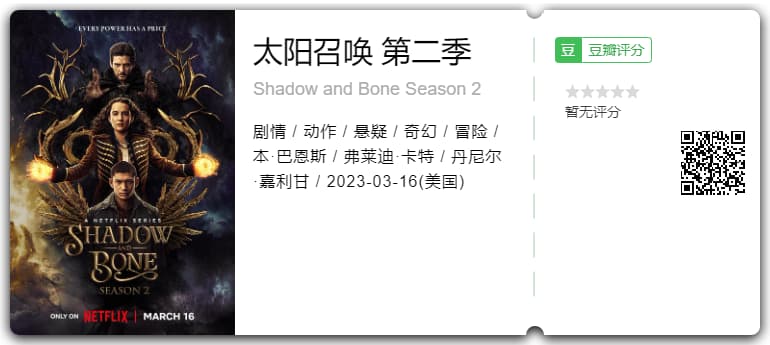 EVERY POWER HAS A PRICE
A NETFLIX SERIES
SHADOW
AND
BONE
SEASON 2
ONLY ON NETFLIX | MARCH 16
太阳召唤 第二季
Shadow and Bone Season 2
剧情 / 动作 / 悬疑 / 奇幻 / 冒险 /
本·巴恩斯 / 弗莱迪·卡特 / 丹尼尔
·嘉利甘 / 2023-03-16(美国)
豆 豆瓣评分
暂无评分